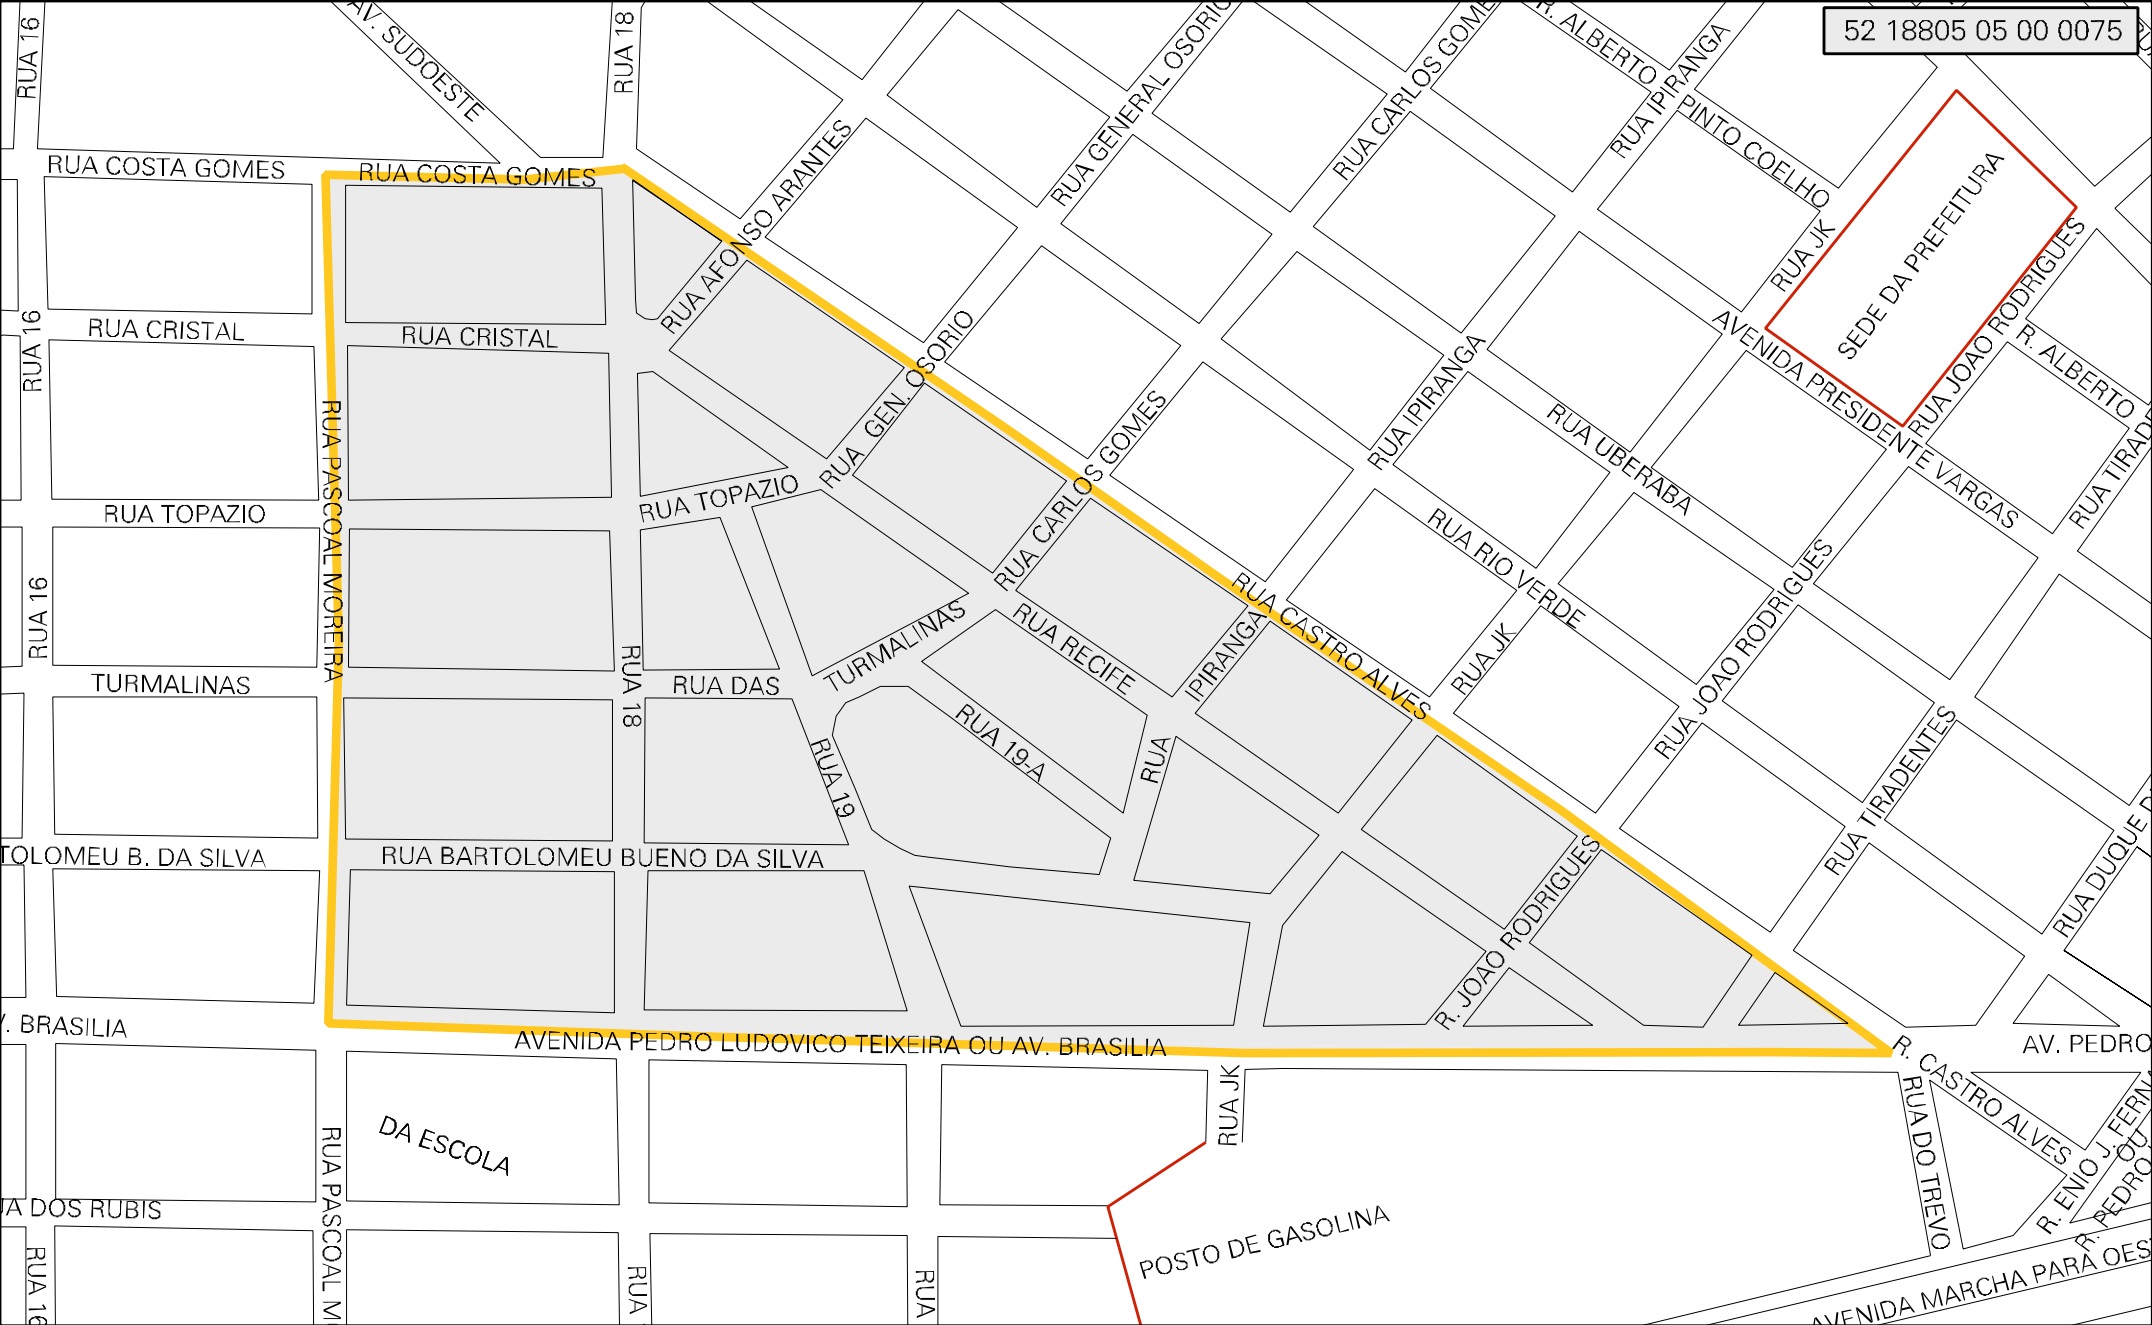 52 18805 05 00 0075
RUA 16
AV. SUDOESTE
RUA 18
RUA GENERAL OSORIO
RUA CARLOS GOMES
R. ALBERTO
PINTO COELHO
RUA IPIRANGA
RUA COSTA GOMES
RUA COSTA GOMES
RUA AFONSO ARANTES
RUA JK
SEDE DA PREFEITURA
RUA JOAO RODRIGUES
R. ALBERTO
RUA CRISTAL
RUA CRISTAL
RUA 16
RUA GEN. OSORIO
RUA CARLOS GOMES
RUA IPIRANGA
AVENIDA PRESIDENTE VARGAS
RUA UBERABA
RUA TIRAD
RUA PASCOAL MOREIRA
RUA TOPAZIO
RUA TOPAZIO
RUA RIO VERDE
RUA 16
TURMALINAS
RUA DAS
TURMALINAS
RUA RECIFE
RUA
IPIRANGA
RUA CASTRO ALVES
RUA JK
RUA JOAO RODRIGUES
RUA 18
RUA 19
RUA 19-A
RUA TIRADENTES
RUA DUQUE D
TOLOMEU B. DA SILVA
RUA BARTOLOMEU BUENO DA SILVA
R. JOAO RODRIGUES
V. BRASILIA
AVENIDA PEDRO LUDOVICO TEIXEIRA OU AV. BRASILIA
R. CASTRO ALVES
AV. PEDRO
RUA JK
RUA DO TREVO
DA ESCOLA
RUA PASCOAL M
R. ENIO J. FERN
OU
R. PEDRO
UA DOS RUBIS
RUA 16
RUA
RUA
POSTO DE GASOLINA
AVENIDA MARCHA PARA OES